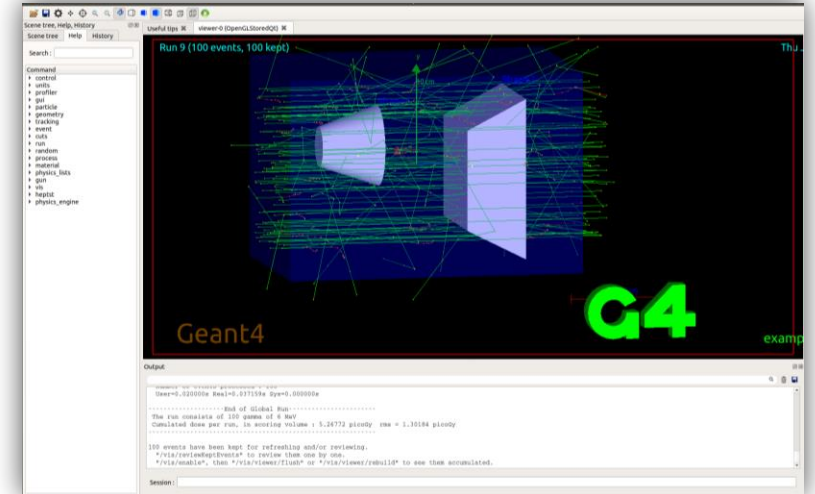 Scene tree, Help, History
Scene tree Help History
Useful tips viewer-0 (OpenGLStoredQt)
Search :
Command
control
units
profiler
gui
particle
geometry
tracking
event
cuts
run
random
process
material
physics_lists
gun
vis
heptst
physics_engine
Run 9 (100 events, 100 kept)
Thu
y
Geant4
G4
examp
Output
User=0.020000s Real=0.037159s Sys=0.000000s
--------------------End of Global Run-----------------------
The run consists of 100 gamma of 6 MeV
Cumulated dose per run, in scoring volume : 5.24772 picoGy rms = 1.30184 picoGy
100 events have been kept for refreshing and/or reviewing.
"/vis/reviewKeptEvents" to review them one by one.
"/vis/enable", then "/vis/viewer/flush" or "/vis/viewer/rebuild" to see them accumulated.
Session :